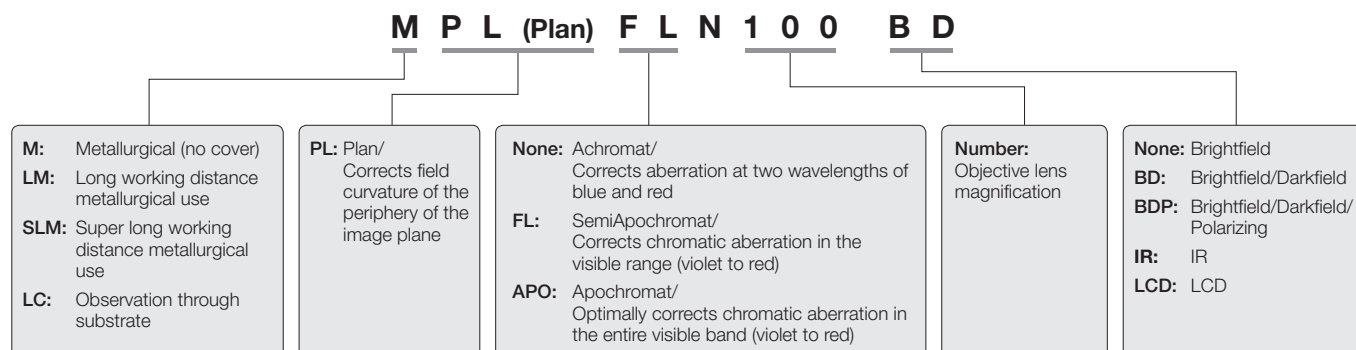 M P L (Plan) F L N 1 0 0 B D
M: Metallurgical (no cover)
LM: Long working distance
metallurgical use
SLM: Super long working
distance metallurgical
use
LC: Observation through
substrate
PL: Plan/
Corrects field
curvature of the
periphery of the
image plane
None: Achromat/
Corrects aberration at two wavelengths of
blue and red
FL: SemiApochromat/
Corrects chromatic aberration in the
visible range (violet to red)
APO: Apochromat/
Optimally corrects chromatic aberration in
the entire visible band (violet to red)
Number:
Objective lens
magnification
None: Brightfield
BD: Brightfield/Darkfield
BDP: Brightfield/Darkfield/
Polarizing
IR: IR
LCD: LCD